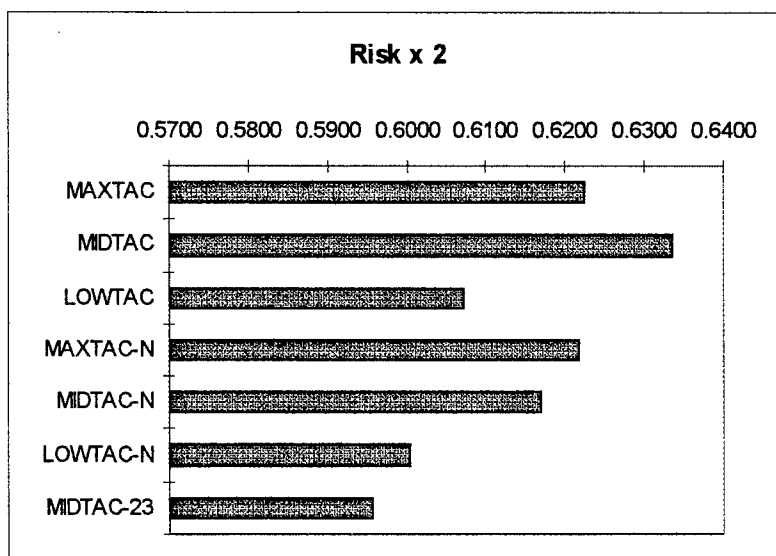 Risk x 2
0.5700 0.5800 0.5900 0.6000 0.6100 0.6200 0.6300 0.6400
MAXTAC
MIDTAC
LOWTAC
MAXTAC-N
MIDTAC-N
LOWTAC-N
MIDTAC-23